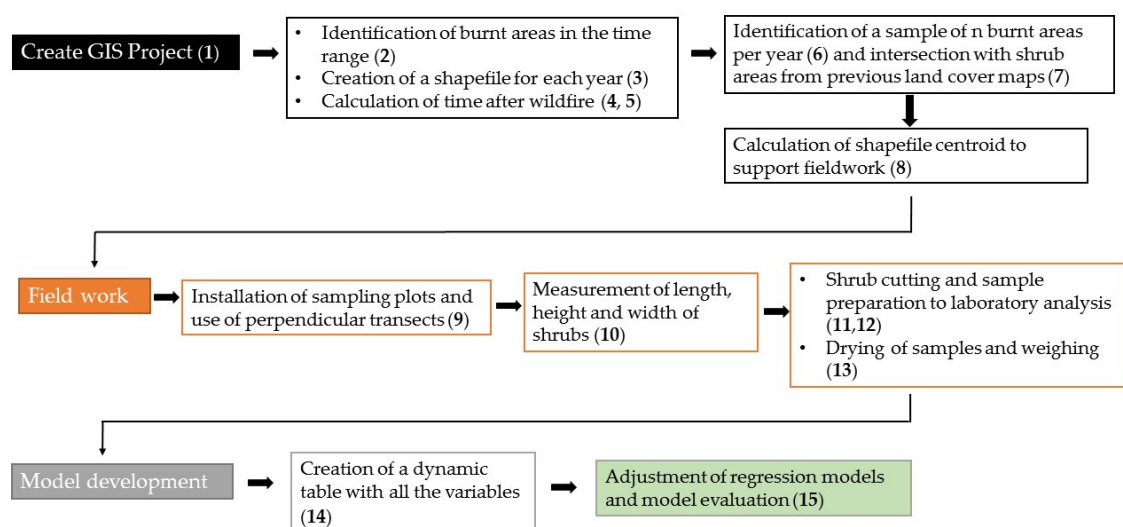 Create GIS Project (1)
• Identification of burnt areas in the time
range (2)
• Creation of a shapefile for each year (3)
• Calculation of time after wildfire (4, 5)
Identification of a sample of n burnt areas
per year (6) and intersection with shrub
areas from previous land cover maps (7)
Calculation of shapefile centroid to
support fieldwork (8)
Field work
Installation of sampling plots and
use of perpendicular transects (9)
Measurement of length,
height and width of
shrubs (10)
• Shrub cutting and sample
preparation to laboratory analysis
(11,12)
• Drying of samples and weighing
(13)
Model development
Creation of a dynamic
table with all the variables
(14)
Adjustment of regression models
and model evaluation (15)